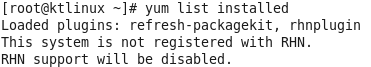 [root@ktlinux ~]# yum list installed
Loaded plugins: refresh-packagekit, rhnplugin
This system is not registered with RHN.
RHN support will be disabled.